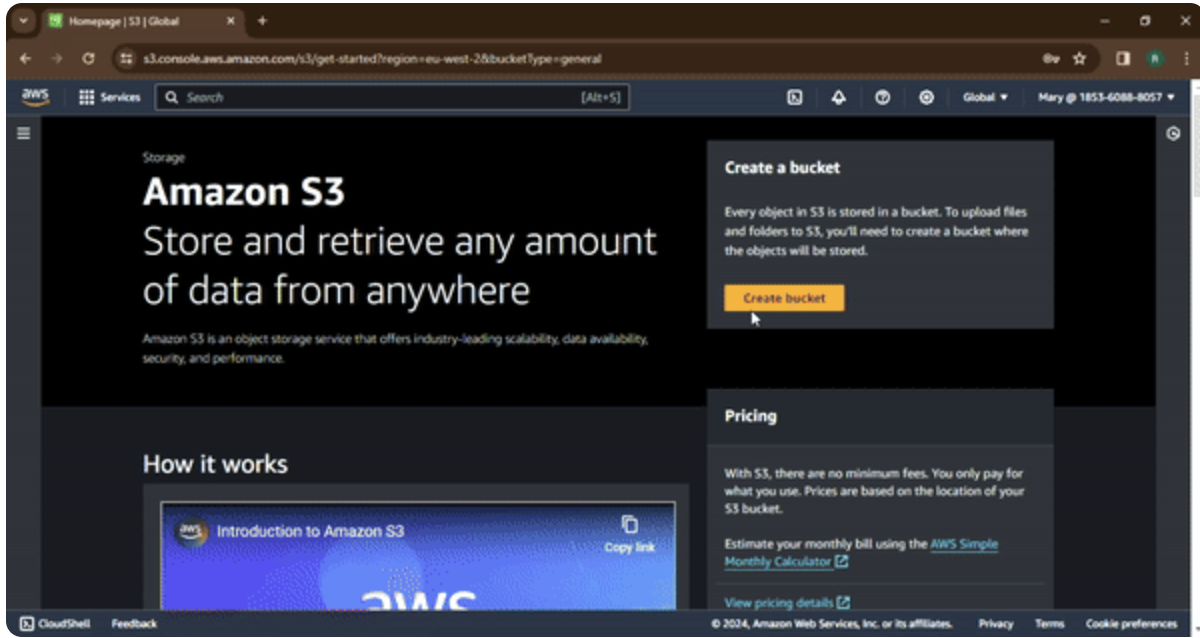 Homepage | S3 | Global
s3.console.aws.amazon.com/s3/get-started?region=eu-west-2&bucketType=general
R
aws
Services
Search
[Alt+S]
Global
Mary @ 1853-6088-8057
Storage
Amazon S3
Store and retrieve any amount
of data from anywhere
Amazon S3 is an object storage service that offers industry-leading scalability, data availability,
security, and performance.
Create a bucket
Every object in S3 is stored in a bucket. To upload files
and folders to S3, you'll need to create a bucket where
the objects will be stored.
Create bucket
Pricing
With S3, there are no minimum fees. You only pay for
what you use. Prices are based on the location of your
S3 bucket.
Estimate your monthly bill using the AWS Simple
Monthly Calculator
View pricing details
How it works
aws
Introduction to Amazon S3
Copy link
aws
CloudShell
Feedback
© 2024, Amazon Web Services, Inc. or its affiliates.
Privacy
Terms
Cookie preferences